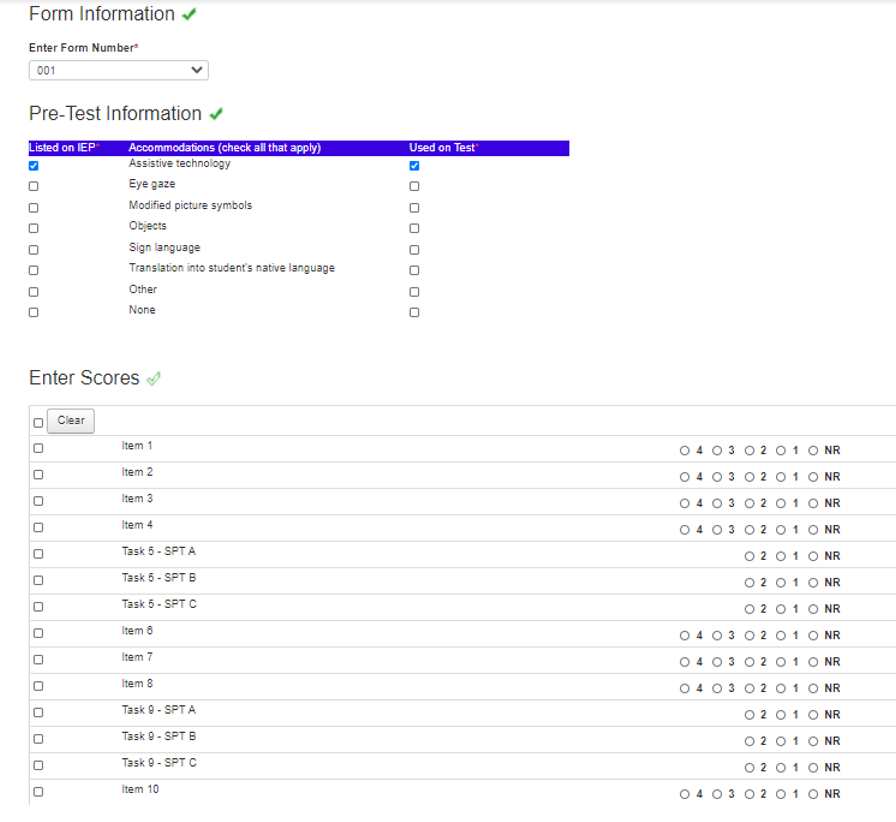 Form Information
Enter Form Number*
001
Pre-Test Information
Listed on IEP* Accommodations (check all that apply) Used on Test*
Assistive technology
Eye gaze
Modified picture symbols
Objects
Sign language
Translation into student's native language
Other
None
Enter Scores
Clear
Item 1 4 3 2 1 NR
Item 2 4 3 2 1 NR
Item 3 4 3 2 1 NR
Item 4 4 3 2 1 NR
Task 5 - SPT A 2 1 NR
Task 5 - SPT B 2 1 NR
Task 5 - SPT C 2 1 NR
Item 6 4 3 2 1 NR
Item 7 4 3 2 1 NR
Item 8 4 3 2 1 NR
Task 9 - SPT A 2 1 NR
Task 9 - SPT B 2 1 NR
Task 9 - SPT C 2 1 NR
Item 10 4 3 2 1 NR